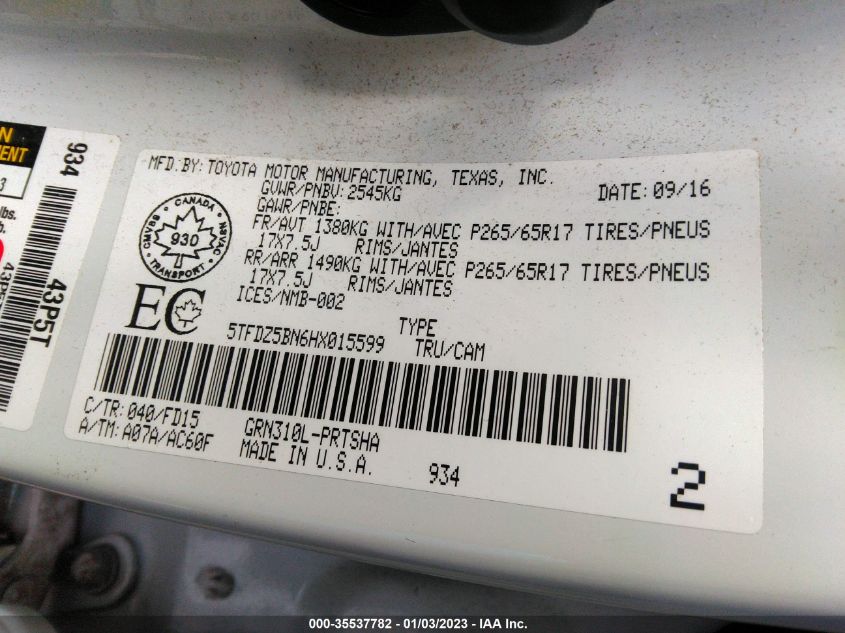 MFD.BY: TOYOTA MOTOR MANUFACTURING, TEXAS, INC.
GVWR/PNBV: 2545KG DATE: 09/16
GAWR/PNBE:
FR/AVT 1380KG WITH/AVEC P265/65R17 TIRES/PNEUS
17X7.5J RIMS/JANTES
RR/ARR 1490KG WITH/AVEC P265/65R17 TIRES/PNEUS
17X7.5J RIMS/JANTES
ICES/NMB-002
CANADA
CMVSS 930 NSVAC
TRANSPORT
EC
5TFDZ5BN6HX015599 TYPE
TRU/CAM
C/TR: 040/FD15 GRN310L-PRTSHA
A/TM: A07A/AC60F MADE IN U.S.A. 934
2
934
43P5T
lbs.
000-35537782 - 01/03/2023 - IAA Inc.